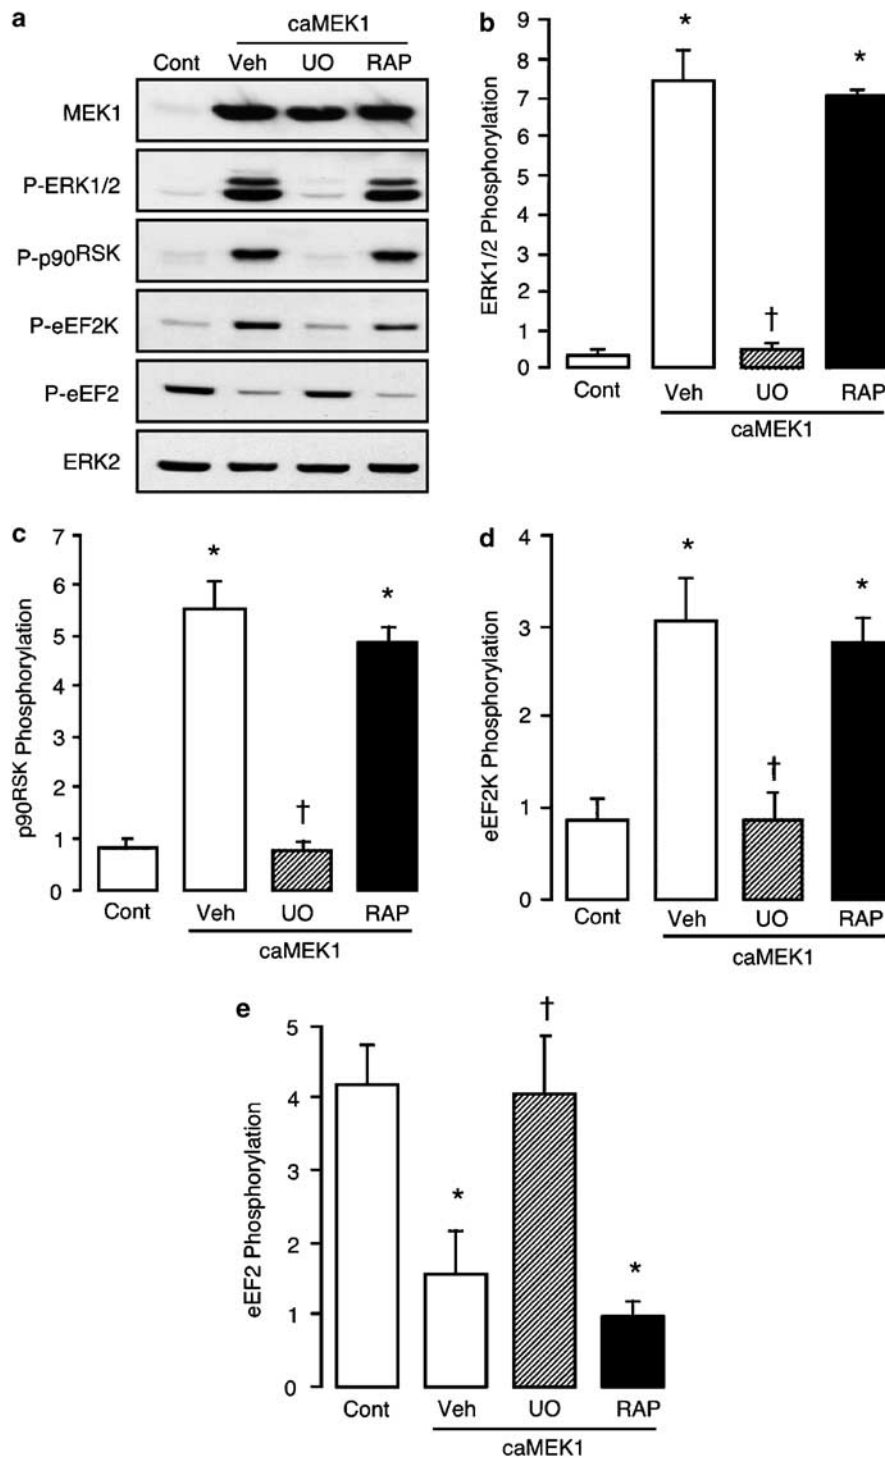 a
caMEK1
Cont Veh UO RAP
MEK1
P-ERK1/2
P-p90RSK
P-eEF2K
P-eEF2
ERK2
b
ERK1/2 Phosphorylation
9
8
7
6
5
4
3
2
1
0
*
†
*
Cont Veh UO RAP
caMEK1
c
p90RSK Phosphorylation
7
6
5
4
3
2
1
0
*
†
*
Cont Veh UO RAP
caMEK1
d
eEF2K Phosphorylation
4
3
2
1
0
*
†
*
Cont Veh UO RAP
caMEK1
e
eEF2 Phosphorylation
5
4
3
2
1
0
*
†
*
Cont Veh UO RAP
caMEK1